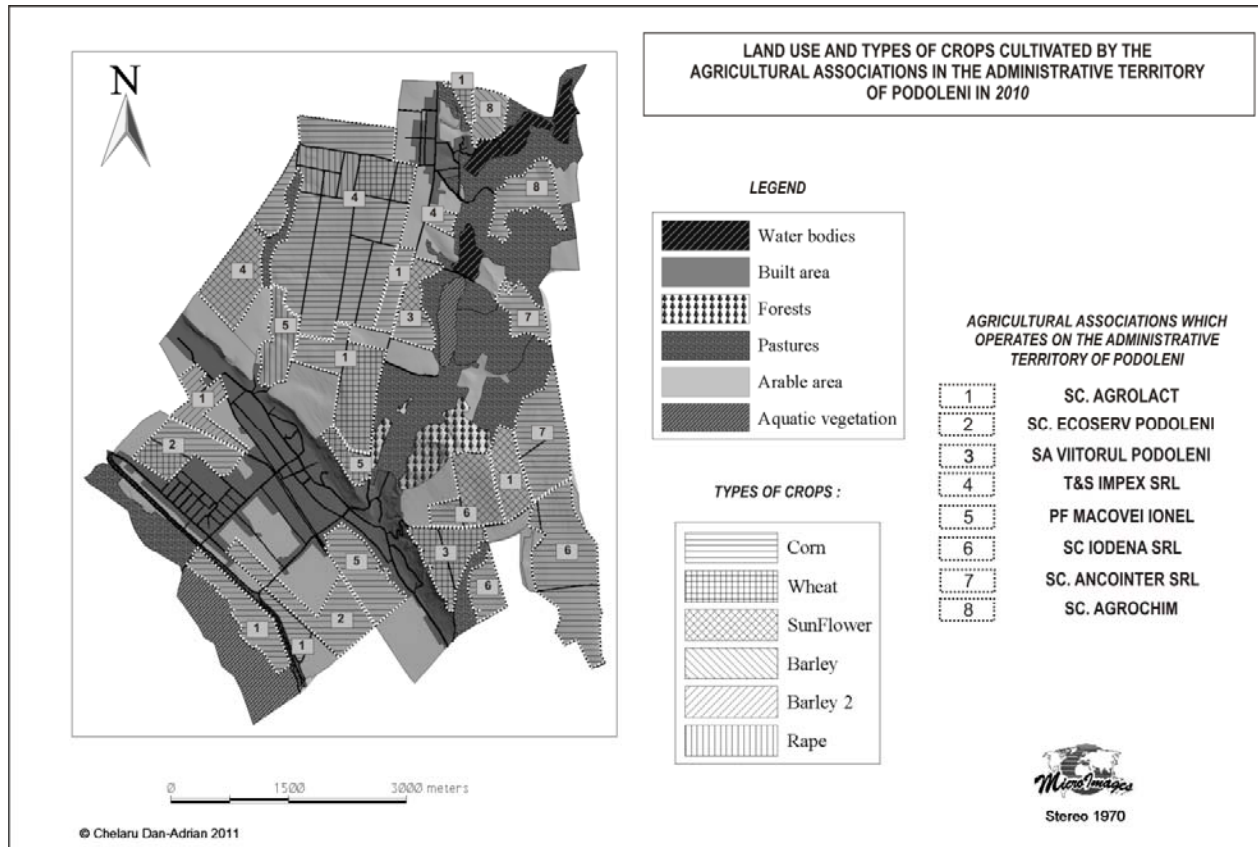 LAND USE AND TYPES OF CROPS CULTIVATED BY THE
AGRICULTURAL ASSOCIATIONS IN THE ADMINISTRATIVE TERRITORY
OF PODOLENI IN 2010
N
1
8
8
4
4
4
1
3
7
5
1
1
2
7
5
1
6
3
6
5
6
2
1
1
LEGEND
Water bodies
Built area
Forests
Pastures
Arable area
Aquatic vegetation
TYPES OF CROPS :
Corn
Wheat
SunFlower
Barley
Barley 2
Rape
AGRICULTURAL ASSOCIATIONS WHICH
OPERATES ON THE ADMINISTRATIVE
TERRITORY OF PODOLENI
1 SC. AGROLACT
2 SC. ECOSERV PODOLENI
3 SA VIITORUL PODOLENI
4 T&S IMPEX SRL
5 PF MACOVEI IONEL
6 SC IODENA SRL
7 SC. ANCOINTER SRL
8 SC. AGROCHIM
0 1500 3000 meters
MicroImages
Stereo 1970
© Chelaru Dan-Adrian 2011